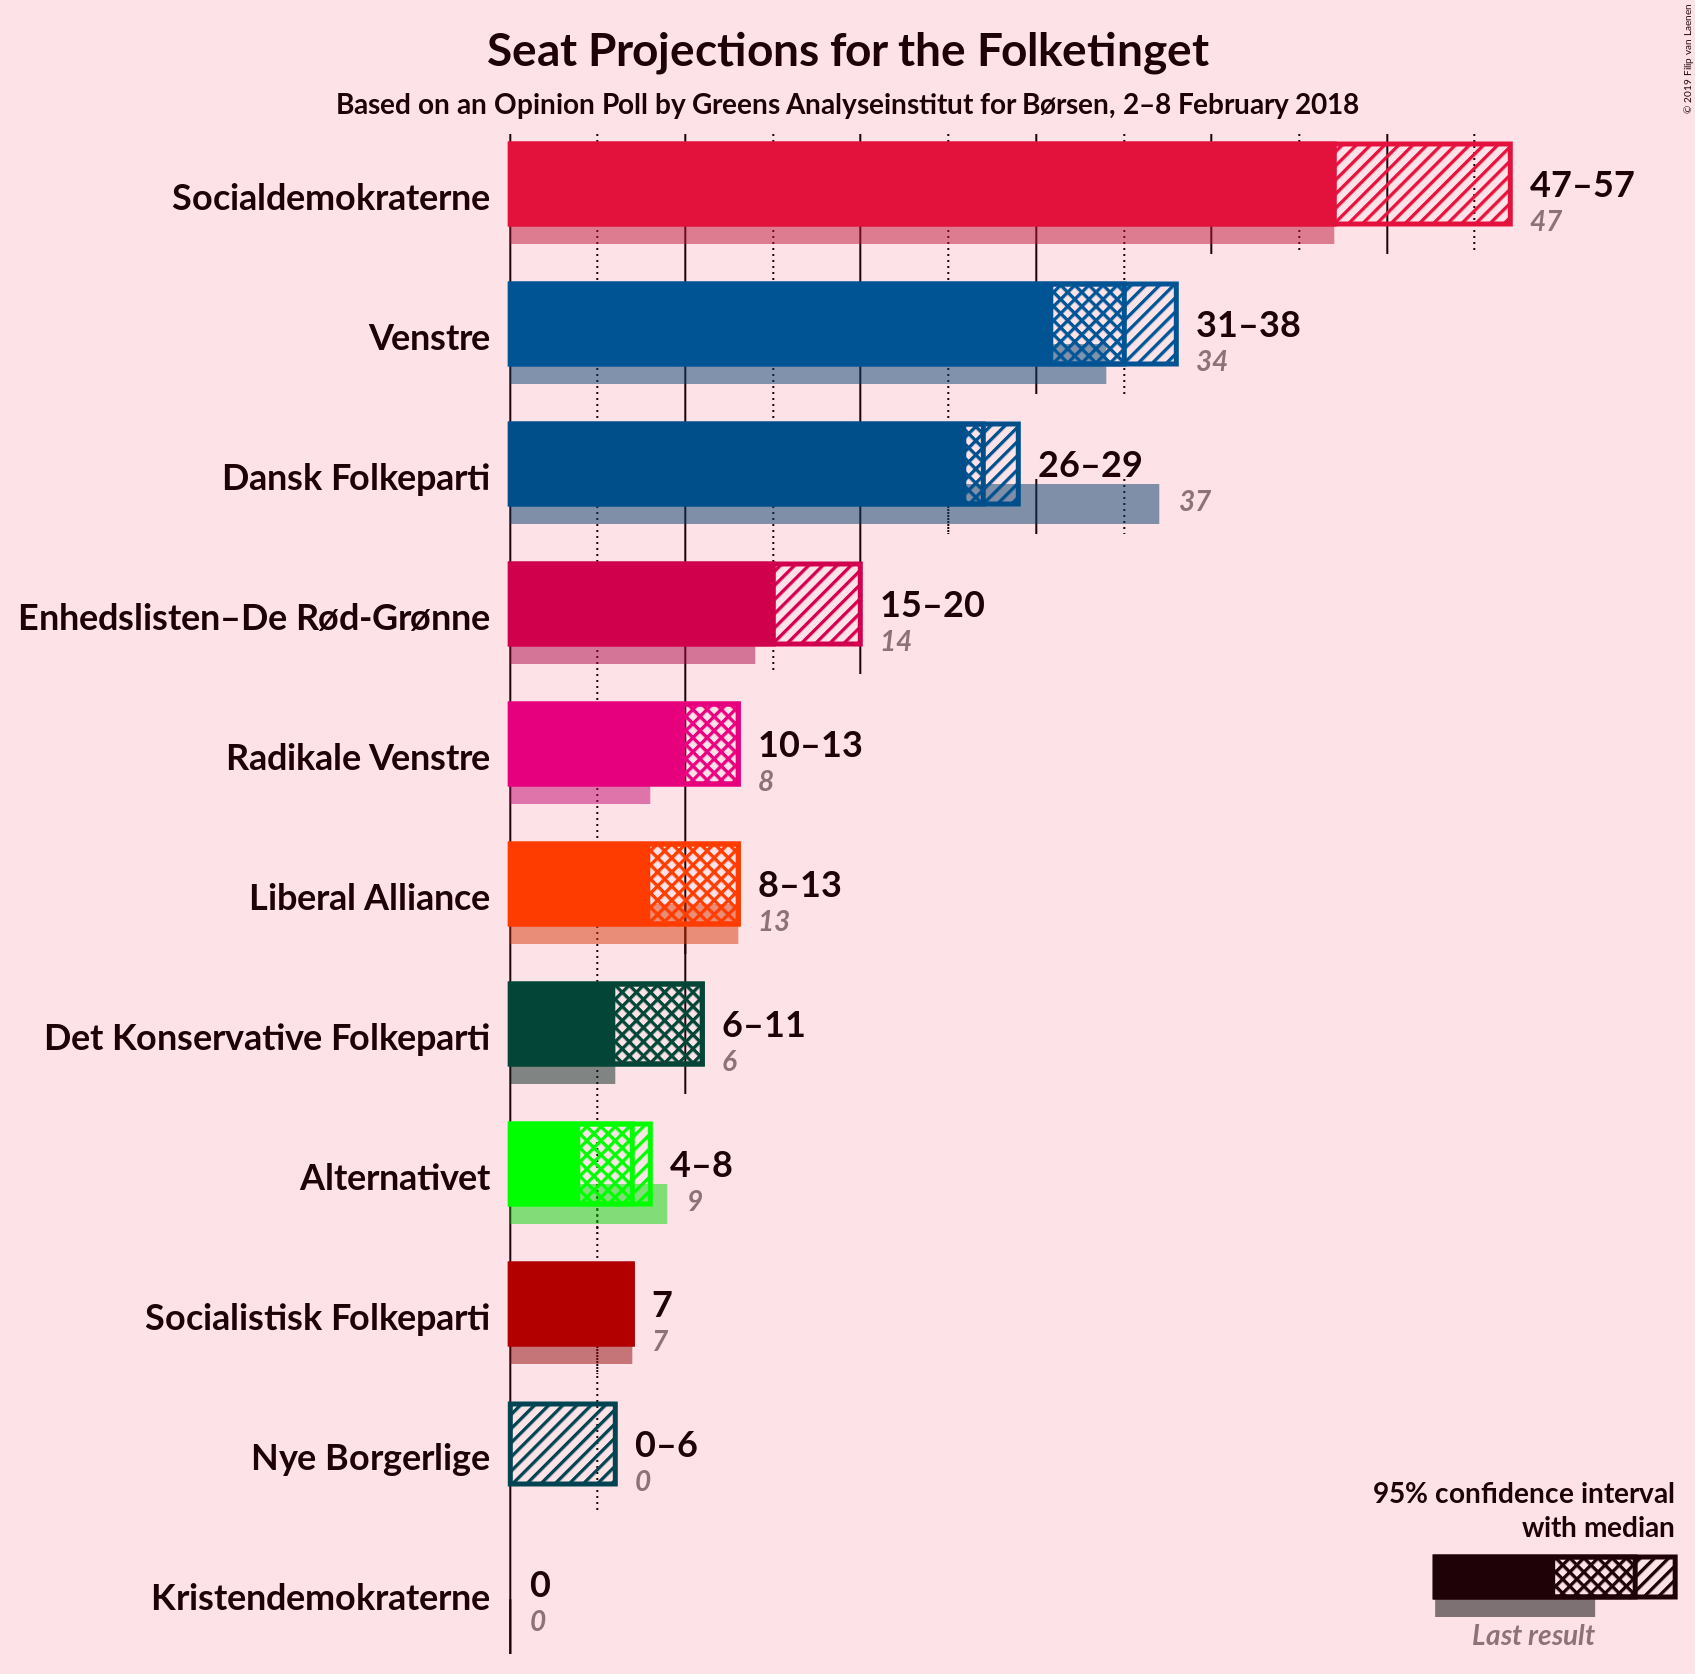 Seat Projections for the Folketinget
Based on an Opinion Poll by Greens Analyseinstitut for Børsen, 2–8 February 2018
© 2019 Filip van Laenen
Socialdemokraterne
47–57
47
Venstre
31–38
34
Dansk Folkeparti
26–29
37
Enhedslisten–De Rød-Grønne
15–20
14
Radikale Venstre
10–13
8
Liberal Alliance
8–13
13
Det Konservative Folkeparti
6–11
6
Alternativet
4–8
9
Socialistisk Folkeparti
7
7
Nye Borgerlige
0–6
0
Kristendemokraterne
0
0
95% confidence interval
with median
Last result